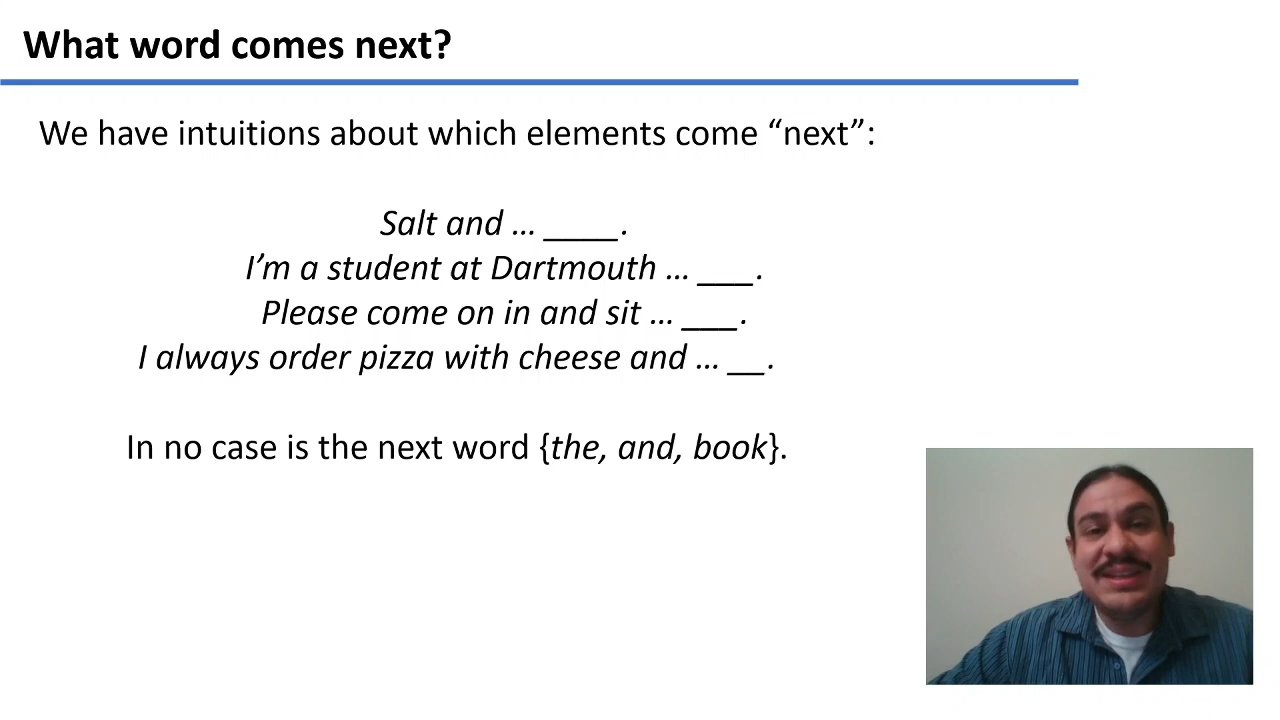 What word comes next?
We have intuitions about which elements come “next”:
Salt and … ____.
I’m a student at Dartmouth … ___.
Please come on in and sit … ___.
I always order pizza with cheese and … __.
In no case is the next word {the, and, book}.